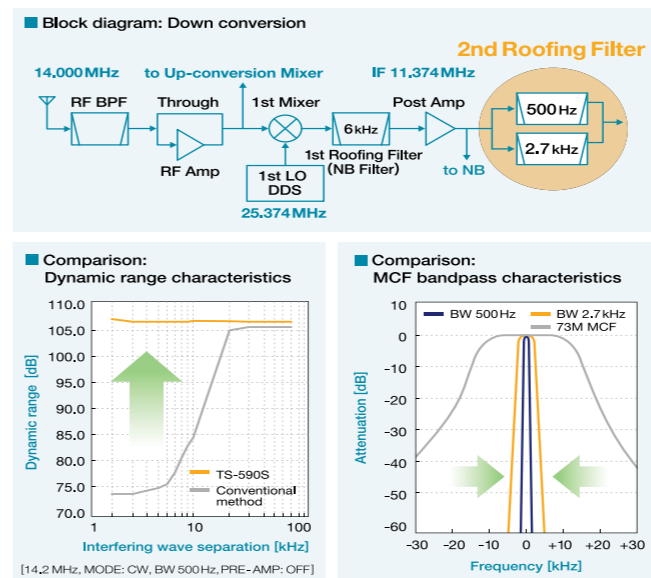 Block diagram: Down conversion
2nd Roofing Filter
14.000 MHz
to Up-conversion Mixer
IF 11.374 MHz
RF BPF
Through
1st Mixer
Post Amp
500 Hz
6 kHz
2.7 kHz
RF Amp
1st Roofing Filter
(NB Filter)
to NB
1st LO
DDS
25.374 MHz
Comparison:
Dynamic range characteristics
110.0
105.0
100.0
95.0
90.0
85.0
80.0
75.0
70.0
Dynamic range [dB]
TS-590S
Conventional
method
1
10
100
Interfering wave separation [kHz]
[14.2 MHz, MODE: CW, BW 500 Hz, PRE-AMP: OFF]
Comparison:
MCF bandpass characteristics
BW 500 Hz
BW 2.7 kHz
73M MCF
10
0
-10
-20
-30
-40
-50
-60
Attenuation [dB]
-30
-20
-10
0
+10
+20
+30
Frequency [kHz]